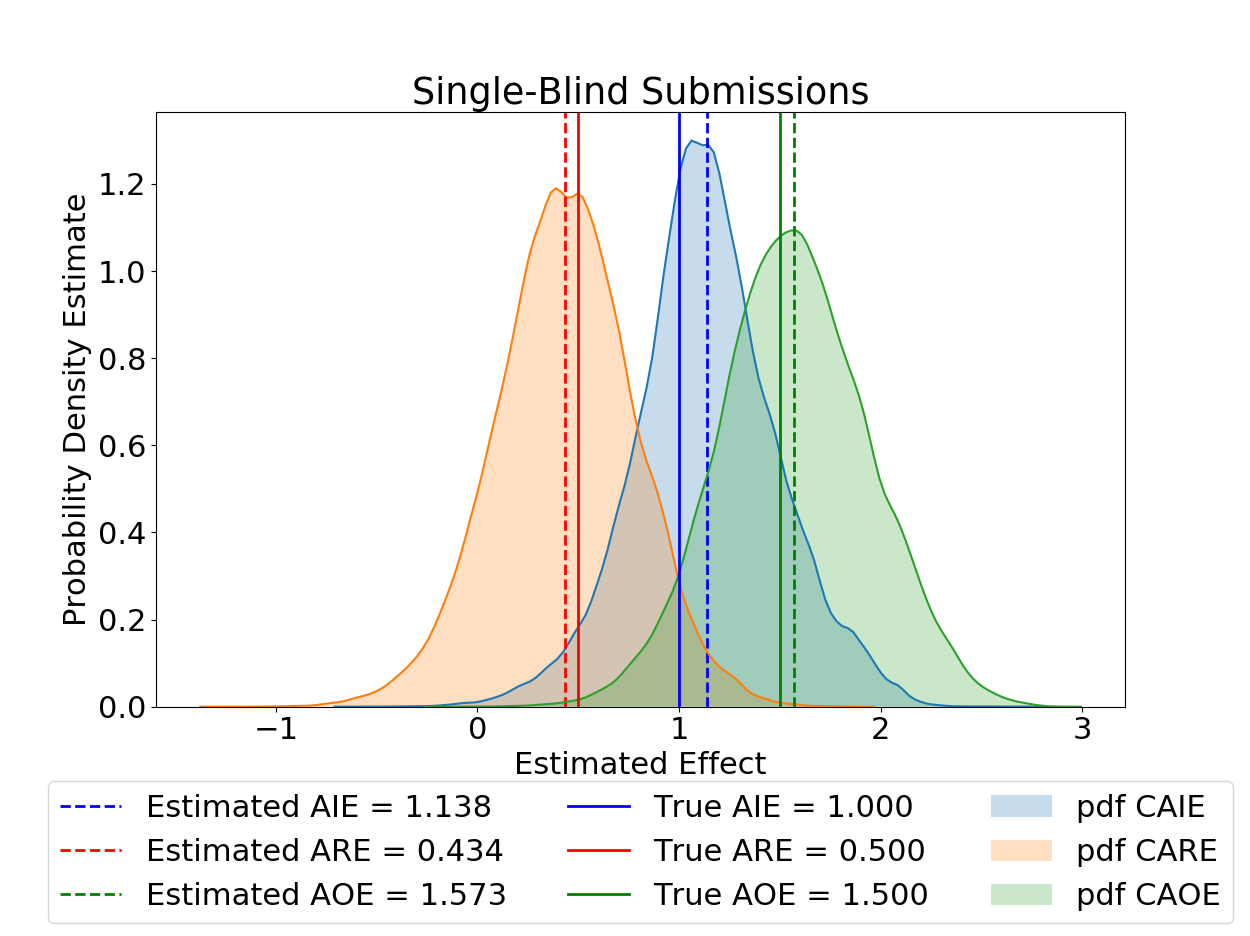 Single-Blind Submissions
Probability Density Estimate
1.2
1.0
0.8
0.6
0.4
0.2
0.0
−1 0 1 2 3
Estimated Effect
Estimated AIE = 1.138 True AIE = 1.000 pdf CAIE
Estimated ARE = 0.434 True ARE = 0.500 pdf CARE
Estimated AOE = 1.573 True AOE = 1.500 pdf CAOE